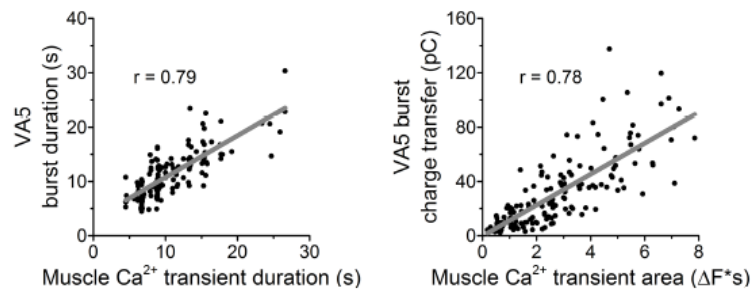 VA5
burst duration (s)
40
30
20
10
0
r = 0.79
0
10
20
30
Muscle Ca²⁺ transient duration (s)
VA5 burst
charge transfer (pC)
160
120
80
40
0
r = 0.78
0
2
4
6
8
Muscle Ca²⁺ transient area (ΔF*s)